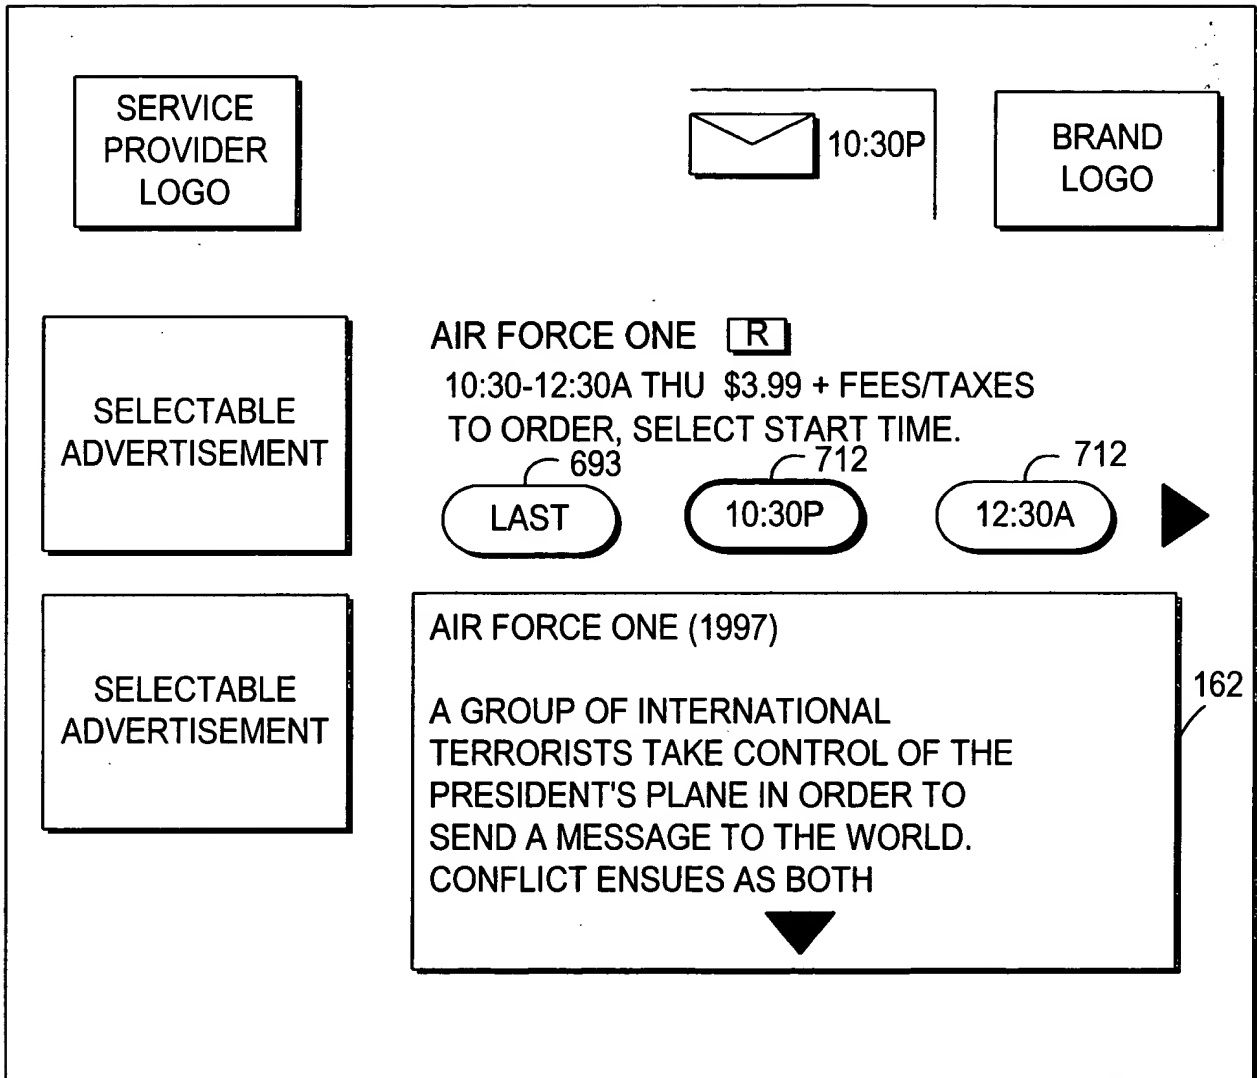 SERVICE
PROVIDER
LOGO
10:30P
BRAND
LOGO
SELECTABLE
ADVERTISEMENT
AIR FORCE ONE R
10:30-12:30A THU $3.99 + FEES/TAXES
TO ORDER, SELECT START TIME.
693 712 712
LAST 10:30P 12:30A
SELECTABLE
ADVERTISEMENT
AIR FORCE ONE (1997)
A GROUP OF INTERNATIONAL
TERRORISTS TAKE CONTROL OF THE
PRESIDENT'S PLANE IN ORDER TO
SEND A MESSAGE TO THE WORLD.
CONFLICT ENSUES AS BOTH
162